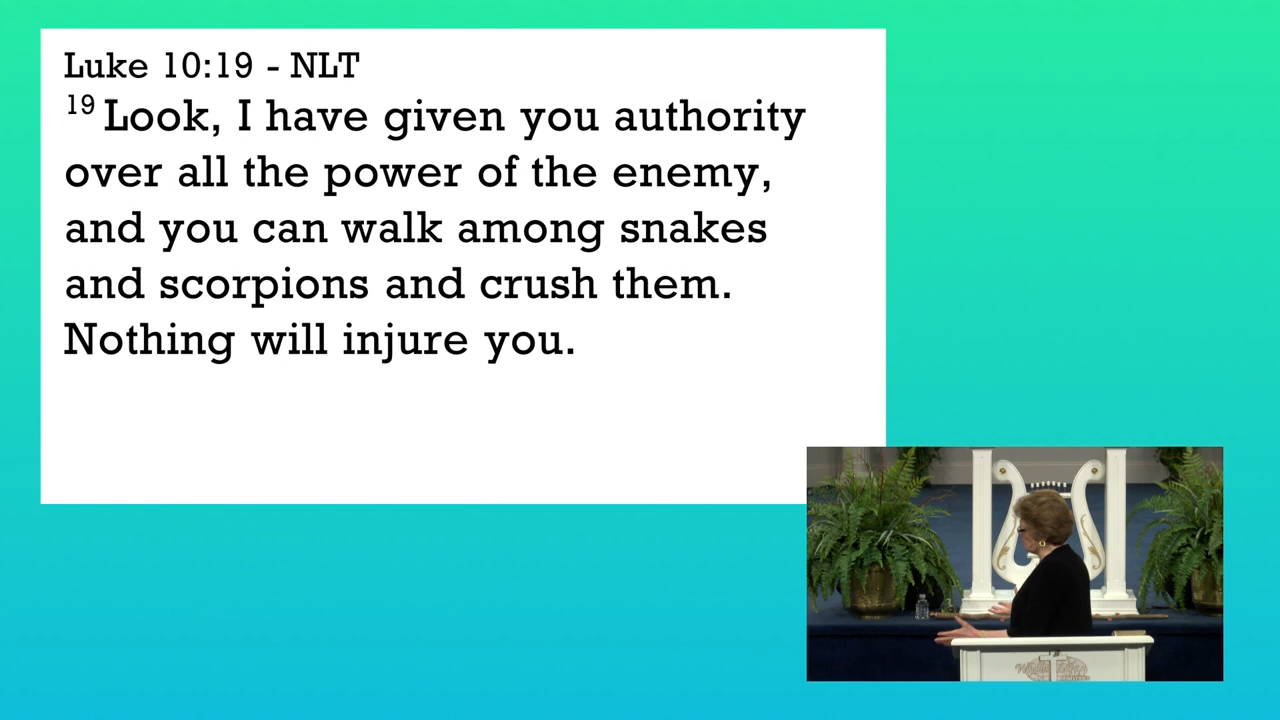 Luke 10:19 - NLT
19 Look, I have given you authority
over all the power of the enemy,
and you can walk among snakes
and scorpions and crush them.
Nothing will injure you.